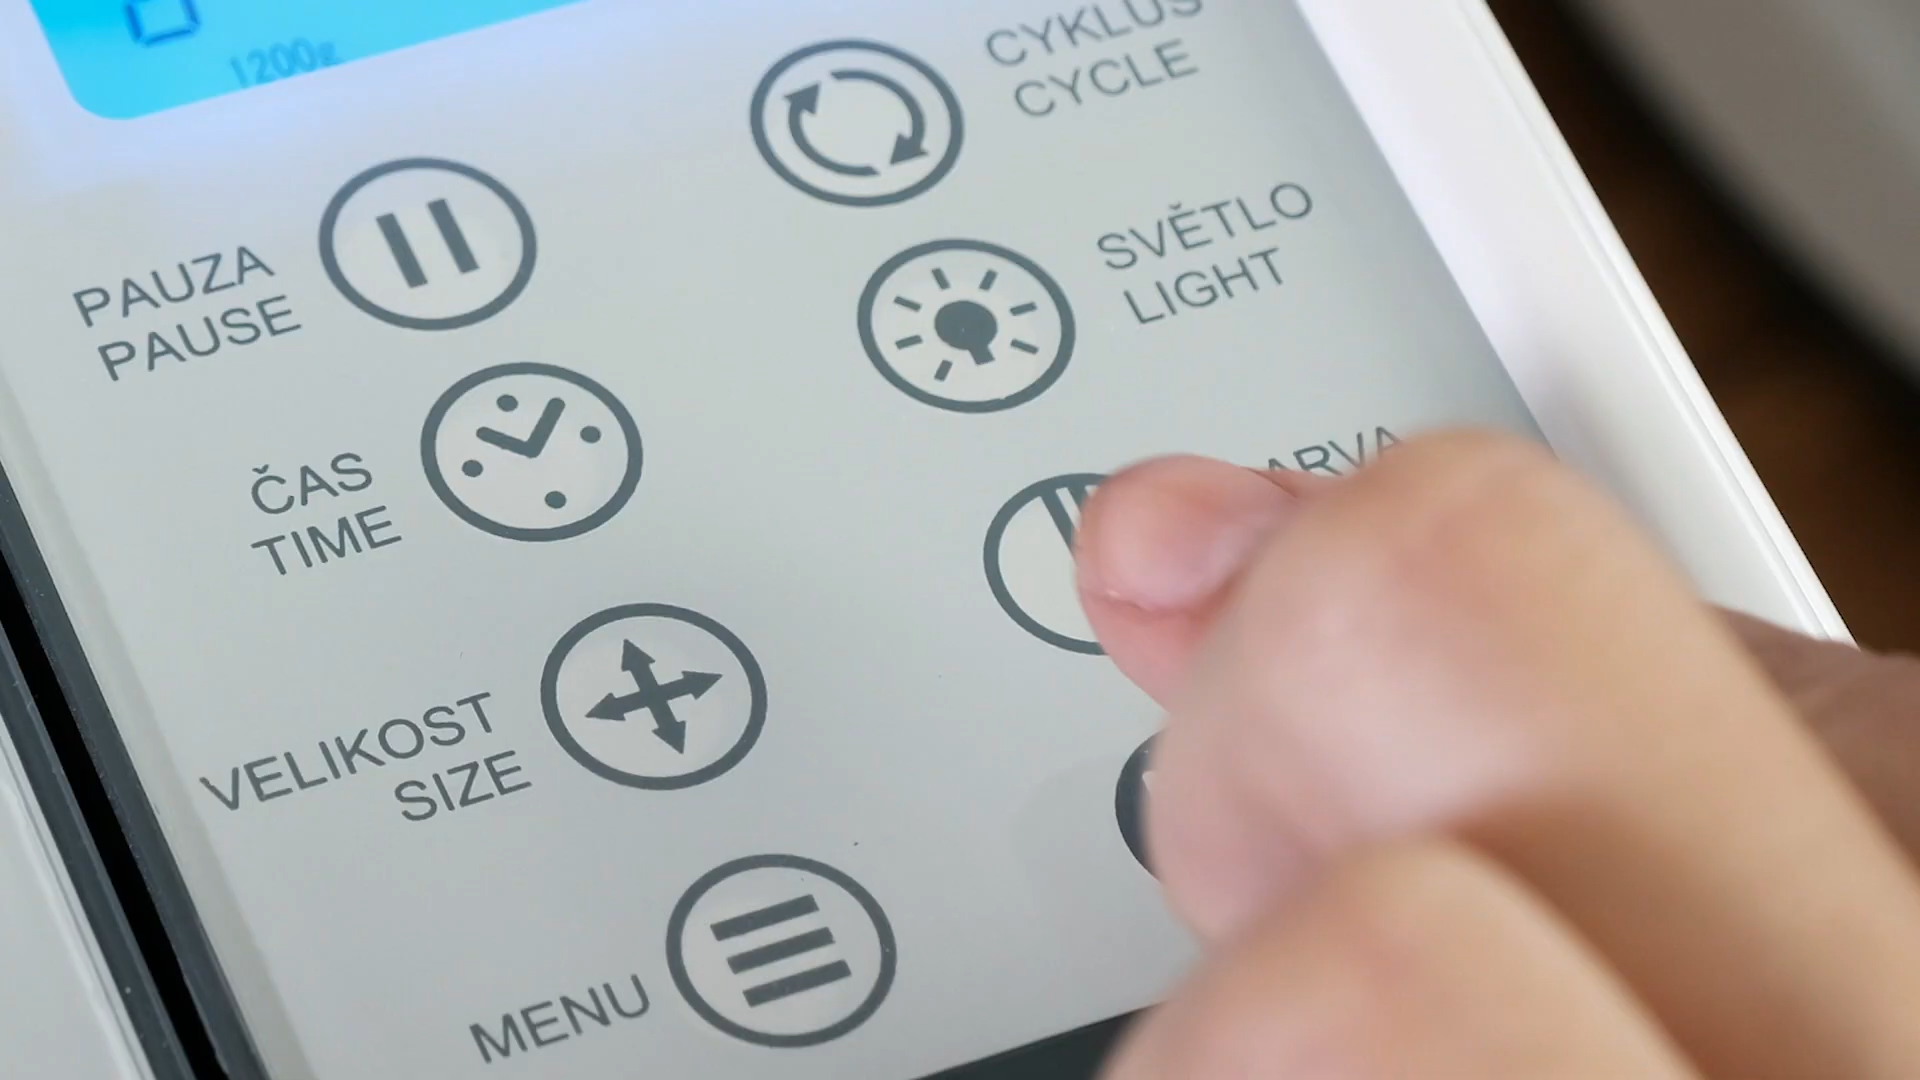 1200g
CYKLUS
CYCLE
PAUZA
PAUSE
SVĚTLO
LIGHT
ČAS
TIME
VELIKOST
SIZE
MENU